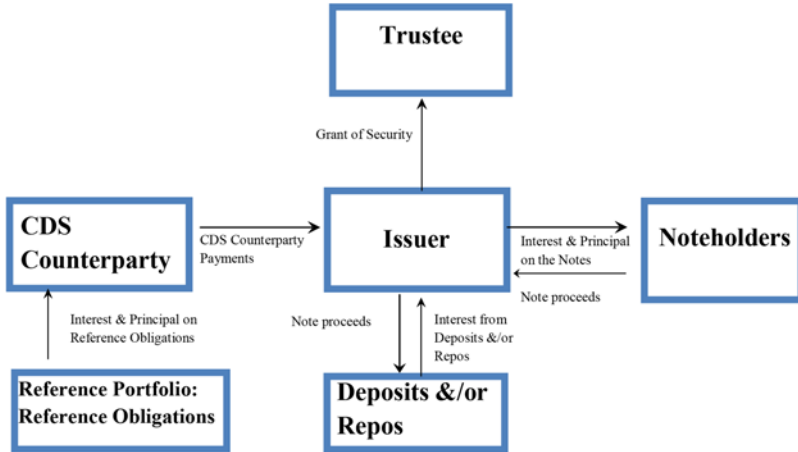 Trustee
Grant of Security
CDS
Counterparty
CDS Counterparty
Payments
Issuer
Interest & Principal
on the Notes
Note proceeds
Noteholders
Interest & Principal on
Reference Obligations
Note proceeds
Interest from
Deposits &/or
Repos
Reference Portfolio:
Reference Obligations
Deposits &/or
Repos